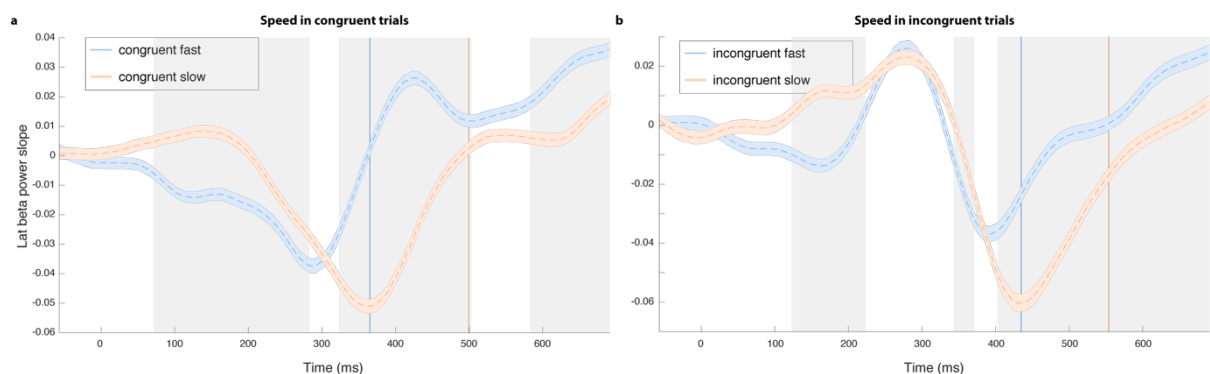 a
Speed in congruent trials
congruent fast
congruent slow
Lat beta power slope
0.04
0.03
0.02
0.01
0
-0.01
-0.02
-0.03
-0.04
-0.05
-0.06
0
100
200
300
400
500
600
Time (ms)
b
Speed in incongruent trials
incongruent fast
incongruent slow
0.02
0
-0.02
-0.04
-0.06
0
100
200
300
400
500
600
Time (ms)